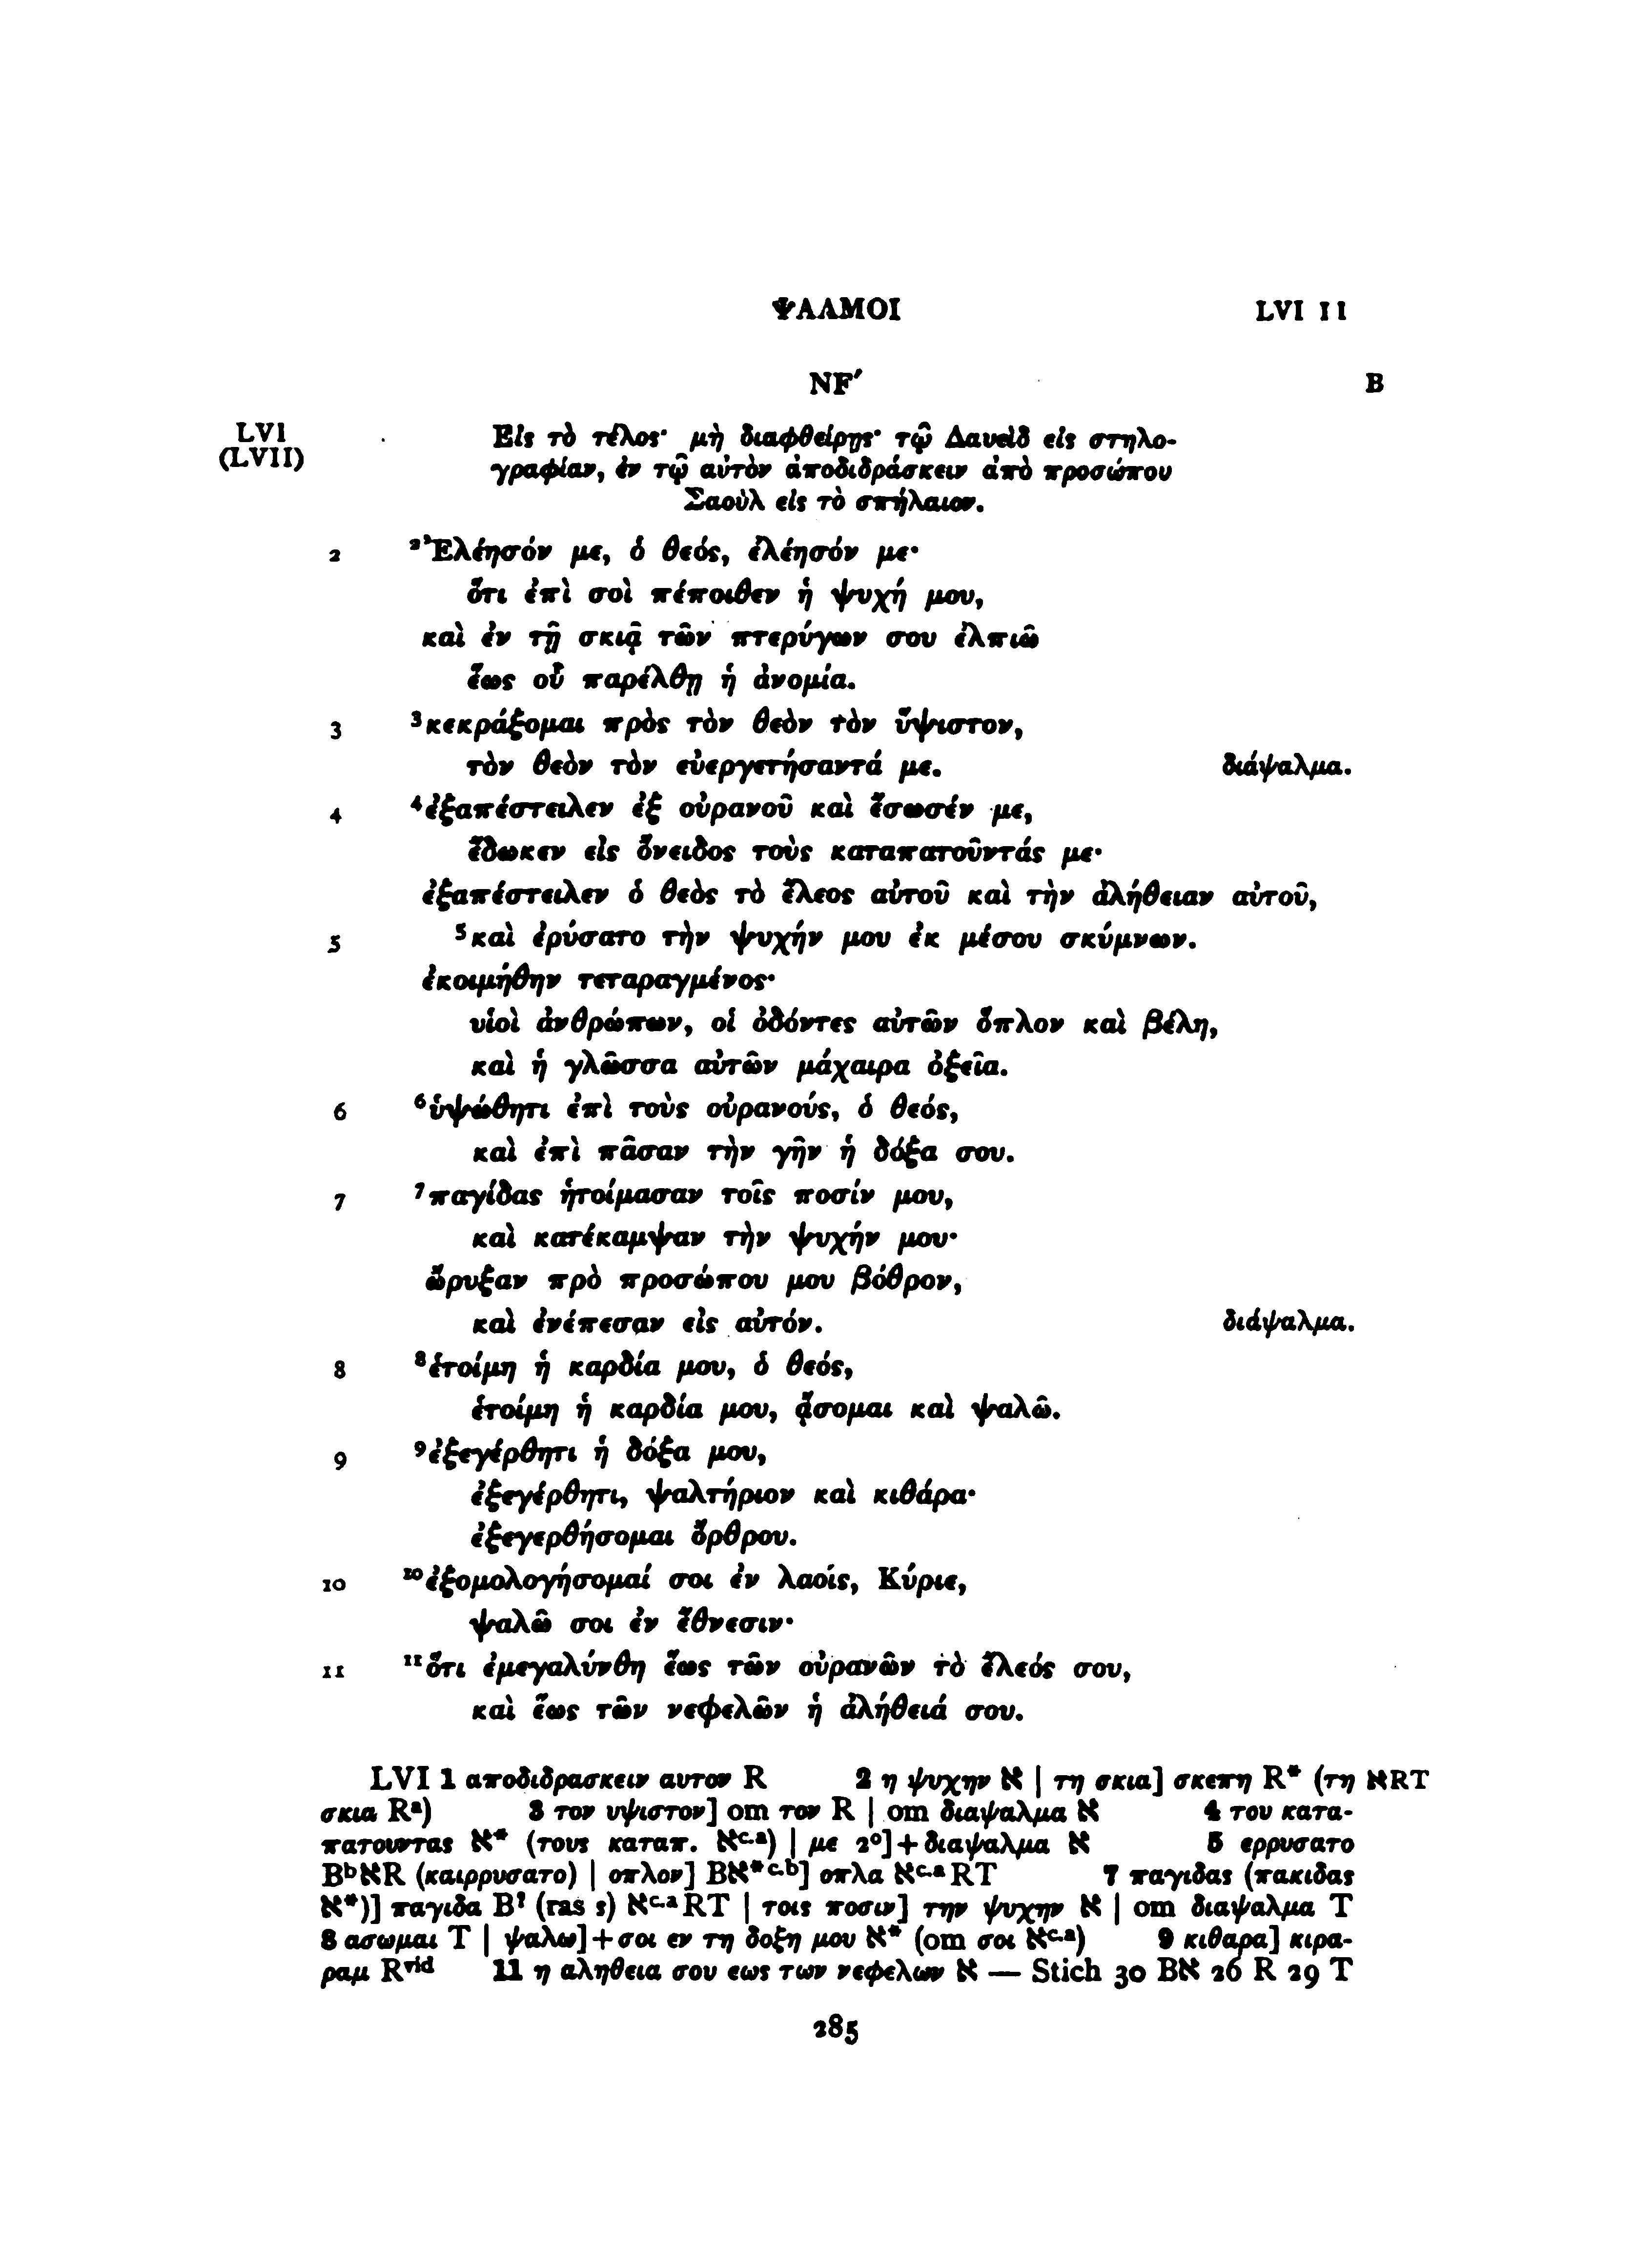 ΨΑΛΜΟΙ LVI 11
ΝϜʹ B
LVI Εἰς τὸ τέλος· μὴ διαφθείρῃς· τῷ Δαυεὶδ εἰς στηλο-
(LVII) γραφίαν, ἐν τῷ αὐτὸν ἀποδιδράσκειν ἀπὸ προσώπου
Σαοὺλ εἰς τὸ σπήλαιον.
2 ²Ἐλέησόν με, ὁ θεός, ἐλέησόν με·
ὅτι ἐπὶ σοὶ πέποιθεν ἡ ψυχή μου,
καὶ ἐν τῇ σκιᾷ τῶν πτερύγων σου ἐλπιῶ
ἕως οὗ παρέλθῃ ἡ ἀνομία.
3 ³κεκράξομαι πρὸς τὸν θεὸν τὸν ὕψιστον,
τὸν θεὸν τὸν εὐεργετήσαντά με. διάψαλμα.
4 ⁴ἐξαπέστειλεν ἐξ οὐρανοῦ καὶ ἔσωσέν με,
ἔδωκεν εἰς ὄνειδος τοὺς καταπατοῦντάς με·
ἐξαπέστειλεν ὁ θεὸς τὸ ἔλεος αὐτοῦ καὶ τὴν ἀλήθειαν αὐτοῦ,
5 ⁵καὶ ἐρύσατο τὴν ψυχήν μου ἐκ μέσου σκύμνων.
ἐκοιμήθην τεταραγμένος·
υἱοὶ ἀνθρώπων, οἱ ὀδόντες αὐτῶν ὅπλον καὶ βέλη,
καὶ ἡ γλῶσσα αὐτῶν μάχαιρα ὀξεῖα.
6 ⁶ὑψώθητι ἐπὶ τοὺς οὐρανούς, ὁ θεός,
καὶ ἐπὶ πᾶσαν τὴν γῆν ἡ δόξα σου.
7 ⁷παγίδας ἡτοίμασαν τοῖς ποσίν μου,
καὶ κατέκαμψαν τὴν ψυχήν μου·
ὤρυξαν πρὸ προσώπου μου βόθρον,
καὶ ἐνέπεσαν εἰς αὐτόν. διάψαλμα.
8 ⁸ἑτοίμη ἡ καρδία μου, ὁ θεός,
ἑτοίμη ἡ καρδία μου, ᾄσομαι καὶ ψαλῶ.
9 ⁹ἐξεγέρθητι ἡ δόξα μου,
ἐξεγέρθητι, ψαλτήριον καὶ κιθάρα·
ἐξεγερθήσομαι ὄρθρου.
10 ¹⁰ἐξομολογήσομαί σοι ἐν λαοῖς, Κύριε,
ψαλῶ σοι ἐν ἔθνεσιν·
11 ¹¹ὅτι ἐμεγαλύνθη ἕως τῶν οὐρανῶν τὸ ἔλεός σου,
καὶ ἕως τῶν νεφελῶν ἡ ἀλήθειά σου.
LVI 1 αποδιδρασκειν αυτον R 2 η ψυχην ℵ | τη σκια] σκεπη R* (τη ℵRT
σκια Rᵃ) 3 τον υψιστον] om τον R | om διαψαλμα ℵ 4 του κατα-
πατουντας ℵ* (τους καταπ. ℵᶜ·ᵃ) | με 2°]+διαψαλμα ℵ 5 ερρυσατο
BᵇℵR (καιρρυσατο) | οπλον] Bℵ*ᶜ·ᵇ] οπλα ℵᶜ·ᵃRT 7 παγιδας (πακιδας
ℵ*)] παγιδα B? (ras s) ℵᶜ·ᵃRT | τοις ποσιν] την ψυχην ℵ | om διαψαλμα T
8 ασωμαι T | ψαλω]+σοι εν τη δοξη μου ℵ* (om σοι ℵᶜ·ᵃ) 9 κιθαρα] κιρα-
ραμ Rᵛⁱᵈ 11 η αληθεια σου εως των νεφελων ℵ — Stich 30 Bℵ 26 R 29 T
285